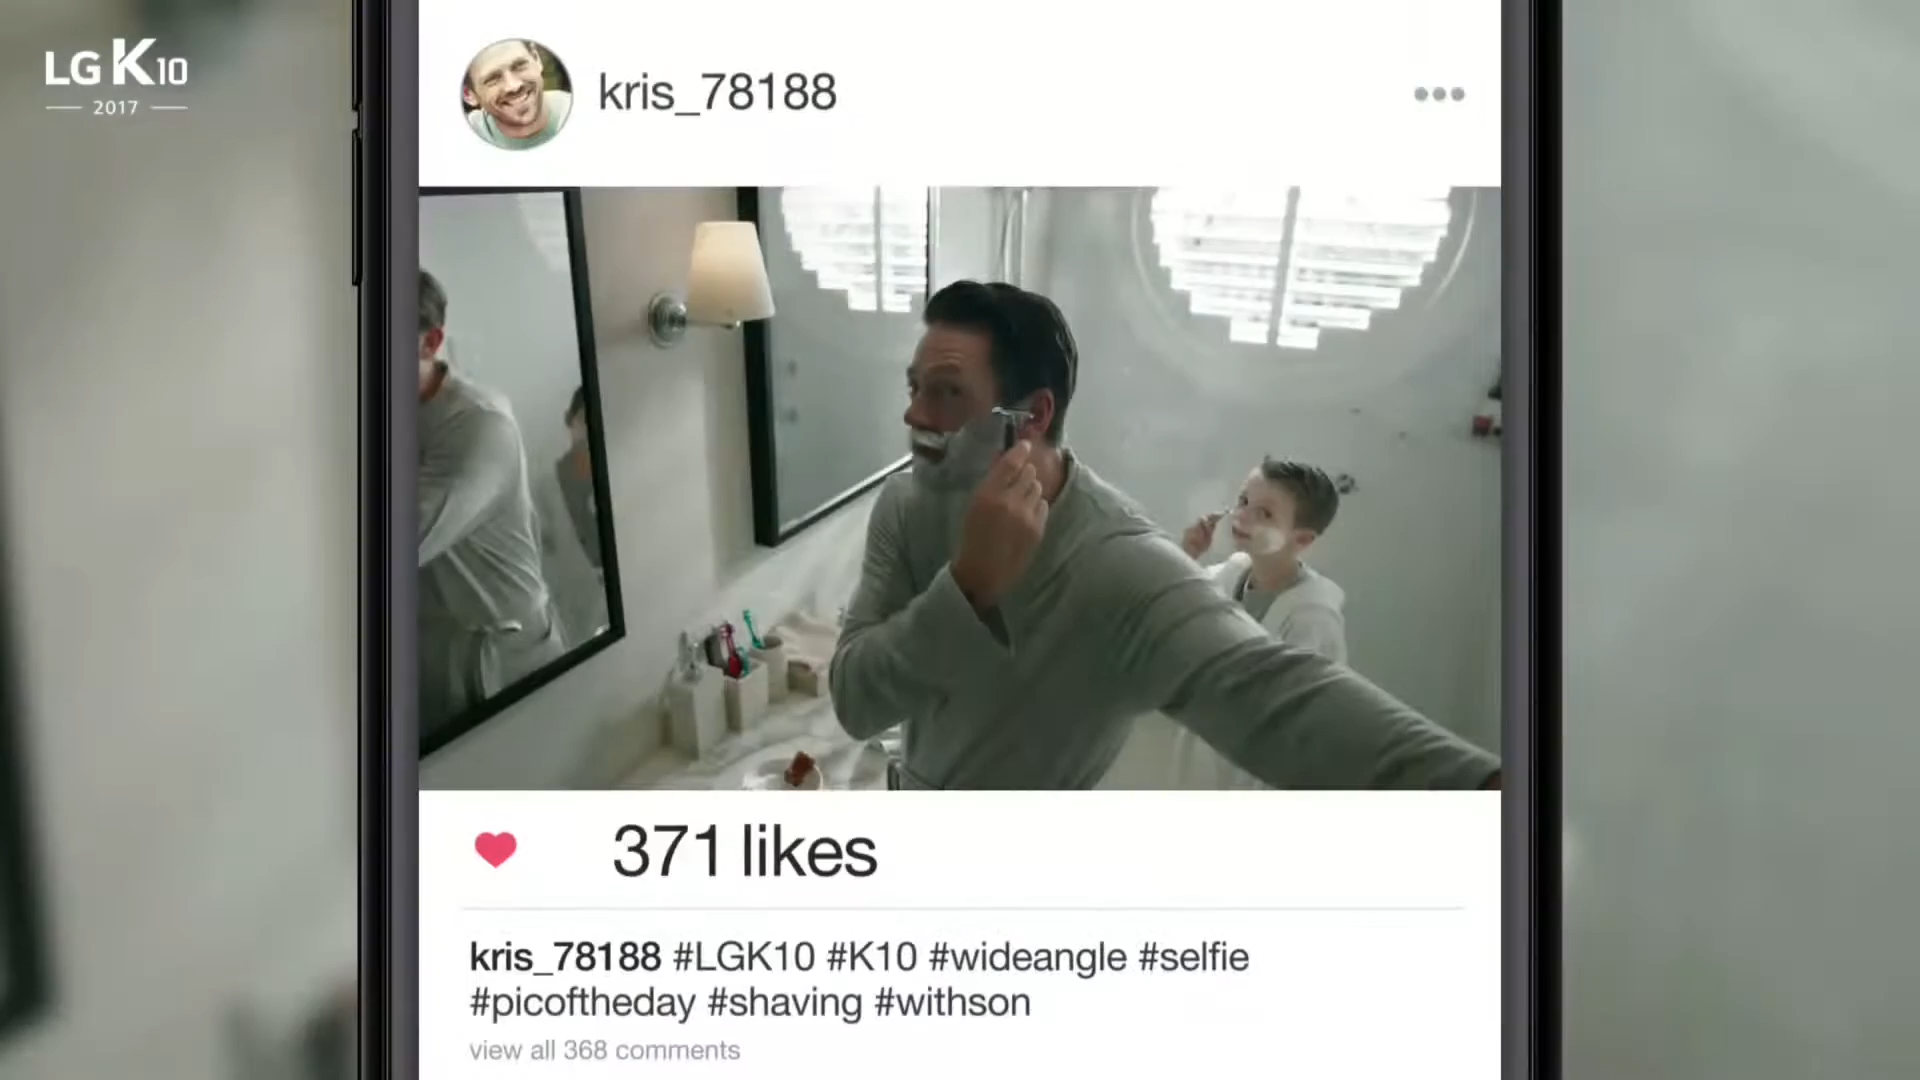 LG K10
2017
kris_78188
371 likes
kris_78188 #LGK10 #K10 #wideangle #selfie
#picoftheday #shaving #withson
view all 368 comments